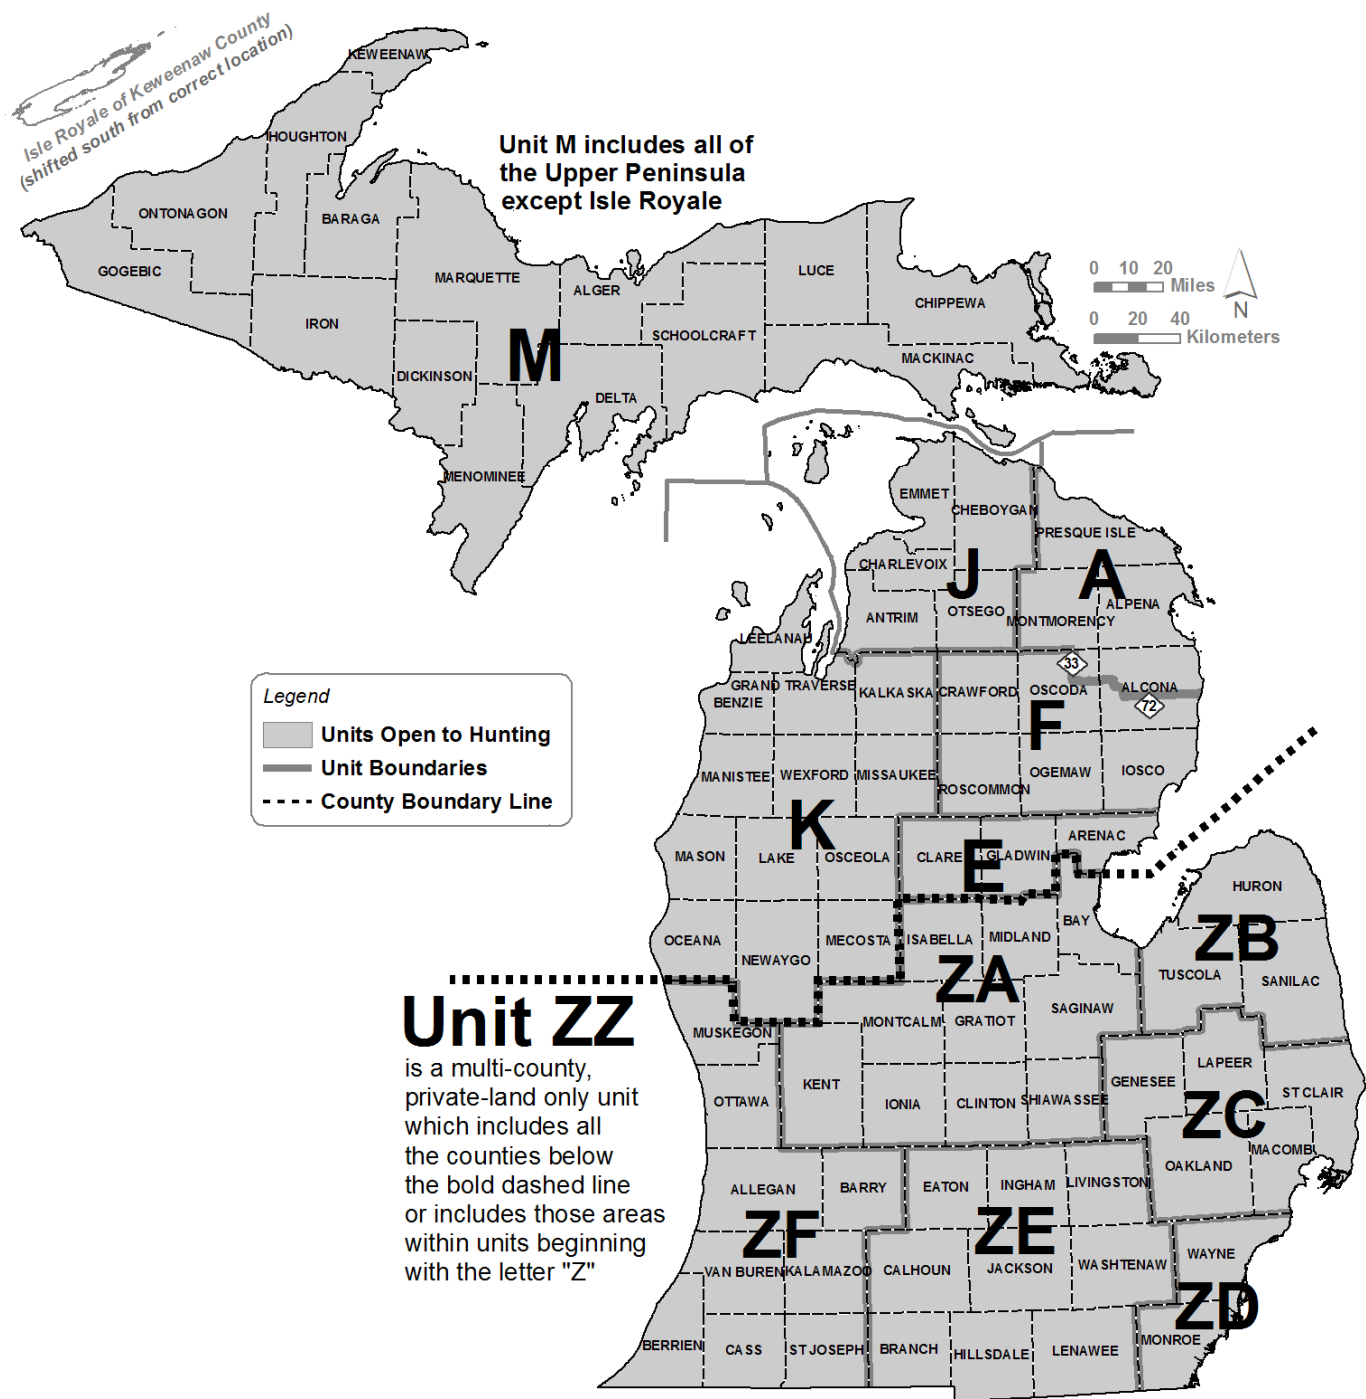 KEWEENAW
Isle Royale of Keweenaw County
(shifted south from correct location)
HOUGHTON
Unit M includes all of
the Upper Peninsula
except Isle Royale
ONTONAGON
BARAGA
GOGEBIC
MARQUETTE
ALGER
LUCE
CHIPPEWA
0 10 20
Miles
N
0 20 40
Kilometers
IRON
SCHOOLCRAFT
M
MACKINAC
DICKINSON
DELTA
MENOMINEE
EMMET
CHEBOYGAN
PRESQUE ISLE
CHARLEVOIX
J
A
ANTRIM
OTSEGO
MONTMORENCY
ALPENA
LEELANAU
33
GRAND TRAVERSE
BENZIE
KALKASKA
CRAWFORD
OSCODA
ALCONA
72
F
Legend
Units Open to Hunting
Unit Boundaries
County Boundary Line
MANISTEE
WEXFORD
MISSAUKEE
ROSCOMMON
OGEMAW
IOSCO
K
MASON
LAKE
OSCEOLA
CLARE
GLADWIN
ARENAC
E
HURON
OCEANA
NEWAYGO
MECOSTA
ISABELLA
MIDLAND
BAY
ZB
TUSCOLA
SANILAC
ZA
Unit ZZ
is a multi-county,
private-land only unit
which includes all
the counties below
the bold dashed line
or includes those areas
within units beginning
with the letter "Z"
MUSKEGON
MONTCALM
GRATIOT
SAGINAW
KENT
GENESEE
LAPEER
ST CLAIR
OTTAWA
IONIA
CLINTON
SHIAWASSEE
ZC
OAKLAND
MACOMB
ALLEGAN
BARRY
EATON
INGHAM
LIVINGSTON
ZF
ZE
VAN BUREN
KALAMAZOO
CALHOUN
JACKSON
WASHTENAW
WAYNE
ZD
BERRIEN
CASS
ST JOSEPH
BRANCH
HILLSDALE
LENAWEE
MONROE